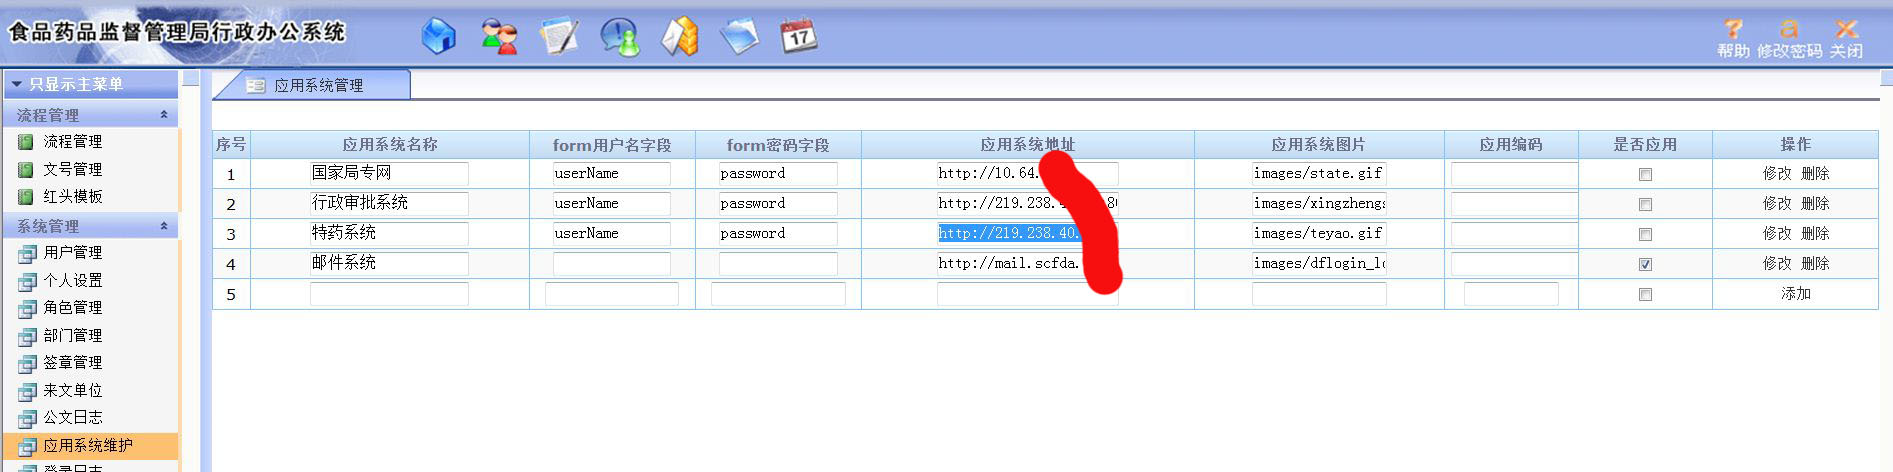 食品药品监督管理局行政办公系统
17
帮助 修改密码 关闭
只显示主菜单
流程管理
流程管理
文号管理
红头模板
系统管理
用户管理
个人设置
角色管理
部门管理
签章管理
来文单位
公文日志
应用系统维护
登录日志
应用系统管理
序号 应用系统名称 form用户名字段 form密码字段 应用系统地址 应用系统图片 应用编码 是否应用 操作
1 国家局专网 userName password http://10.64. images/state.gif 修改 删除
2 行政审批系统 userName password http://219.238. images/xingzheng 修改 删除
3 特药系统 userName password http://219.238.40. images/teyao.gif 修改 删除
4 邮件系统 http://mail.scfda. images/dflogin_lo 修改 删除
5 添加